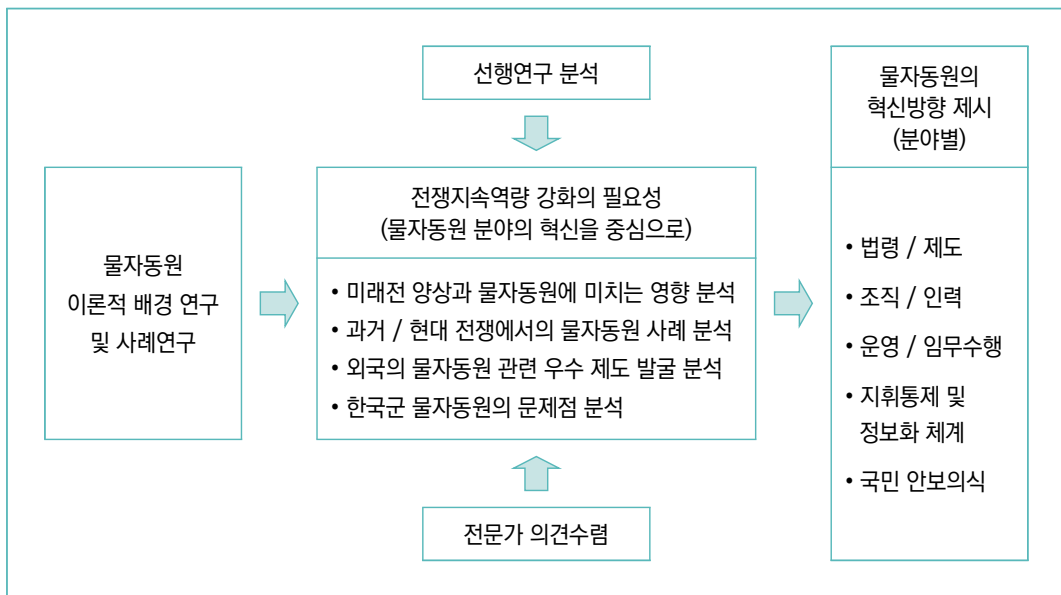 선행연구 분석
물자동원
이론적 배경 연구
및 사례연구
전쟁지속역량 강화의 필요성
(물자동원 분야의 혁신을 중심으로)
• 미래전 양상과 물자동원에 미치는 영향 분석
• 과거 / 현대 전쟁에서의 물자동원 사례 분석
• 외국의 물자동원 관련 우수 제도 발굴 분석
• 한국군 물자동원의 문제점 분석
전문가 의견수렴
물자동원의
혁신방향 제시
(분야별)
• 법령 / 제도
• 조직 / 인력
• 운영 / 임무수행
• 지휘통제 및
정보화 체계
• 국민 안보의식